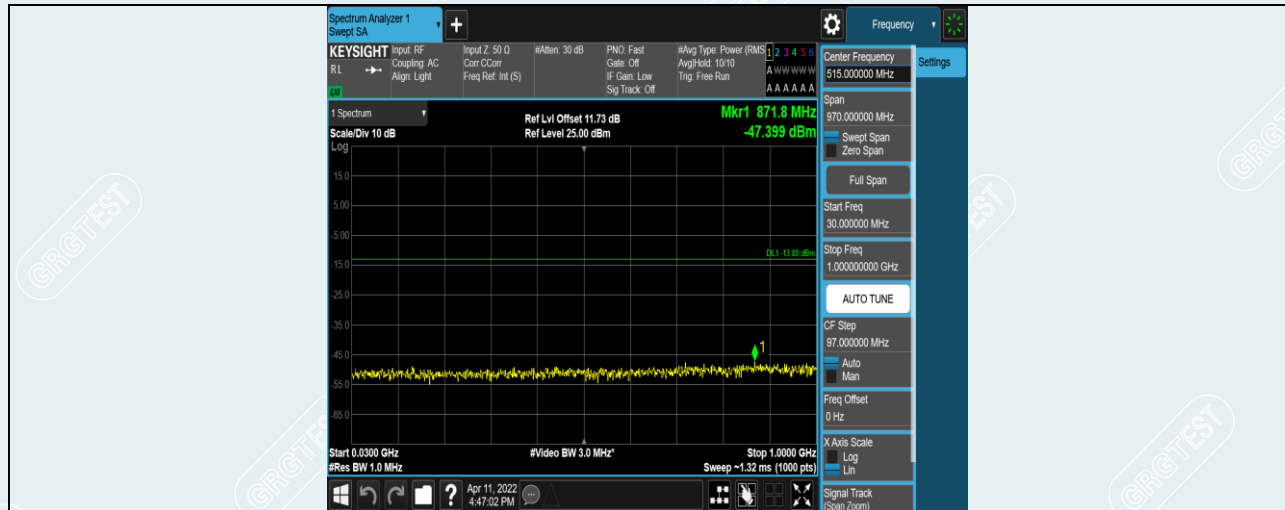 Spectrum Analyzer 1
Swept SA
+
Frequency
KEYSIGHT
RL
LXI
Input: RF
Coupling: AC
Align: Light
Input Z: 50 Ω
Corr CCorr
Freq Ref: Int (S)
#Atten: 30 dB
PNO: Fast
Gate: Off
IF Gain: Low
Sig Track: Off
#Avg Type: Power (RMS
Avg|Hold: 10/10
Trig: Free Run
1 2 3 4 5 6
A W W W W W
A A A A A A
1 Spectrum
Scale/Div 10 dB
Log
Ref Lvl Offset 11.73 dB
Ref Level 25.00 dBm
Mkr1 871.8 MHz
-47.399 dBm
15.0
5.00
-5.00
-15.0
-25.0
-35.0
-45.0
-55.0
-65.0
DL1 -13.00 dBm
1
Start 0.0300 GHz
#Res BW 1.0 MHz
#Video BW 3.0 MHz*
Stop 1.0000 GHz
Sweep ~1.32 ms (1000 pts)
?
Apr 11, 2022
4:47:02 PM
Center Frequency
515.000000 MHz
Settings
Span
970.000000 MHz
Swept Span
Zero Span
Full Span
Start Freq
30.000000 MHz
Stop Freq
1.000000000 GHz
AUTO TUNE
CF Step
97.000000 MHz
Auto
Man
Freq Offset
0 Hz
X Axis Scale
Log
Lin
Signal Track
(Span Zoom)
GRGTEST
GRGTEST
GRGTEST
GRGTEST